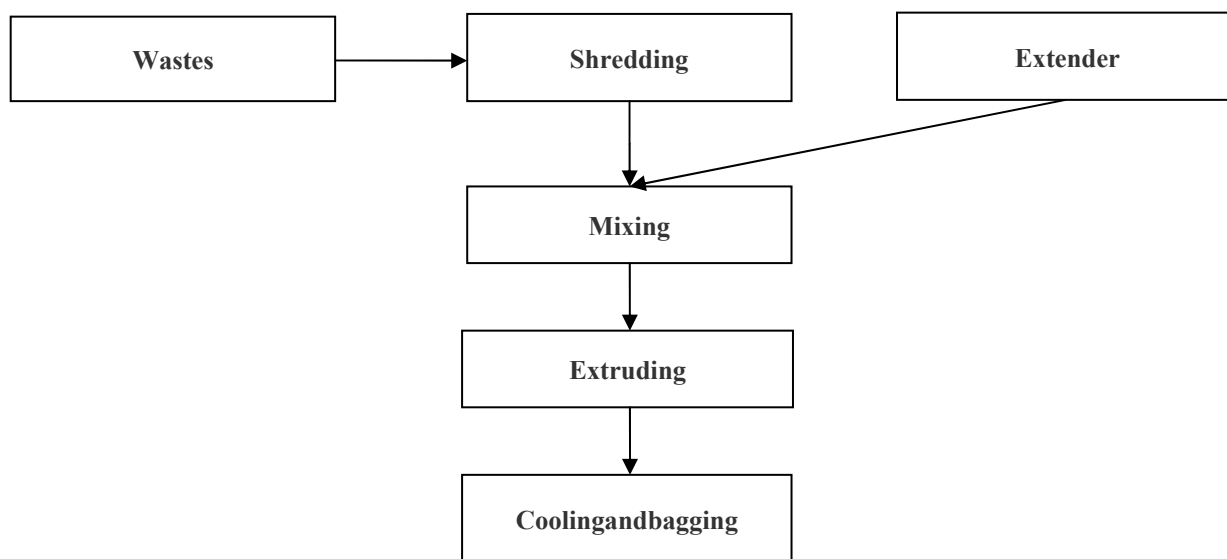 Wastes
Shredding
Extender
Mixing
Extruding
Coolingandbagging